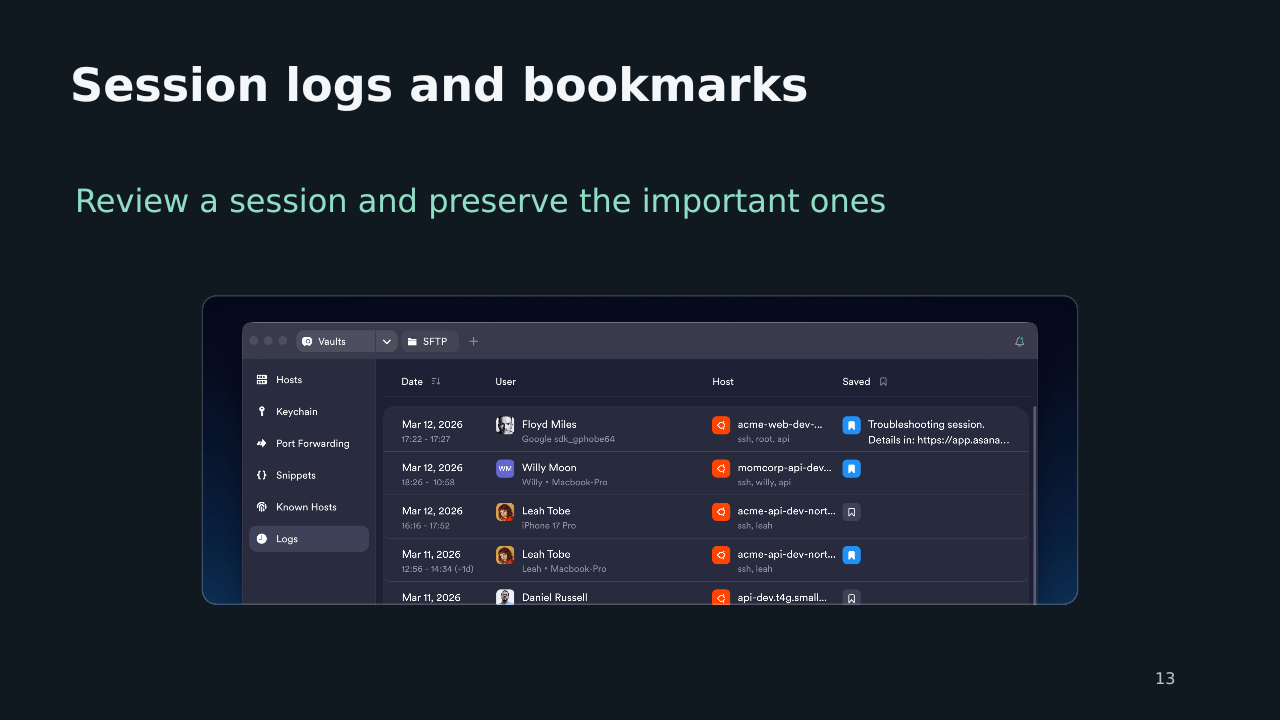 Session logs and bookmarks
Review a session and preserve the important ones
Vaults
SFTP
Hosts
Keychain
Port Forwarding
Snippets
Known Hosts
Logs
Date User Host Saved
Mar 12, 2026 Floyd Miles acme-web-dev-... Troubleshooting session.
17:22 - 17:27 Google sdk_gphobe64 ssh, root, api Details in: https://app.asana...
Mar 12, 2026 WM Willy Moon momcorp-api-dev...
18:26 - 10:58 Willy • Macbook-Pro ssh, willy, api
Mar 12, 2026 Leah Tobe acme-api-dev-nort...
16:16 - 17:52 iPhone 17 Pro ssh, leah
Mar 11, 2026 Leah Tobe acme-api-dev-nort...
12:56 - 14:34 (-1d) Leah • Macbook-Pro ssh, leah
Mar 11, 2026 Daniel Russell api-dev.t4g.small...
13